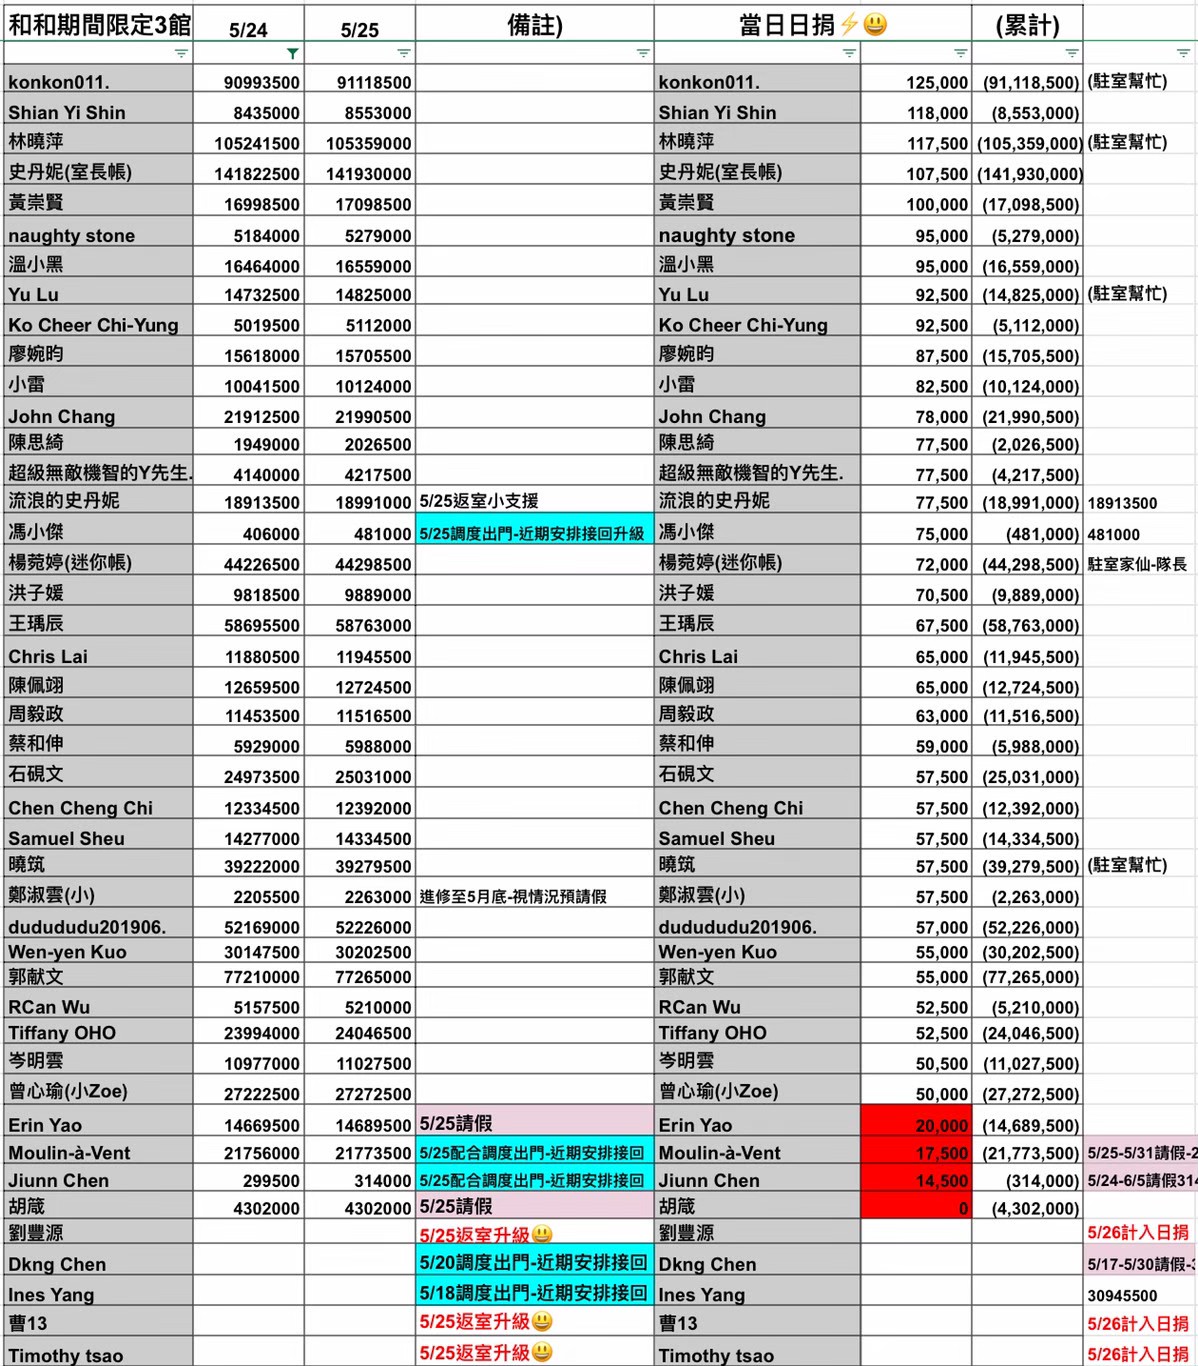 和和期間限定3館 5/24 5/25 備註) 當日日捐⚡😃 (累計)
konkon011. 90993500 91118500 konkon011. 125,000 (91,118,500) (駐室幫忙)
Shian Yi Shin 8435000 8553000 Shian Yi Shin 118,000 (8,553,000)
林曉萍 105241500 105359000 林曉萍 117,500 (105,359,000) (駐室幫忙)
史丹妮(室長帳) 141822500 141930000 史丹妮(室長帳) 107,500 (141,930,000)
黃崇賢 16998500 17098500 黃崇賢 100,000 (17,098,500)
naughty stone 5184000 5279000 naughty stone 95,000 (5,279,000)
溫小黑 16464000 16559000 溫小黑 95,000 (16,559,000)
Yu Lu 14732500 14825000 Yu Lu 92,500 (14,825,000) (駐室幫忙)
Ko Cheer Chi-Yung 5019500 5112000 Ko Cheer Chi-Yung 92,500 (5,112,000)
廖婉昀 15618000 15705500 廖婉昀 87,500 (15,705,500)
小雷 10041500 10124000 小雷 82,500 (10,124,000)
John Chang 21912500 21990500 John Chang 78,000 (21,990,500)
陳思綺 1949000 2026500 陳思綺 77,500 (2,026,500)
超級無敵機智的Y先生. 4140000 4217500 超級無敵機智的Y先生. 77,500 (4,217,500)
流浪的史丹妮 18913500 18991000 5/25返室小支援 流浪的史丹妮 77,500 (18,991,000) 18913500
馮小傑 406000 481000 5/25調度出門-近期安排接回升級 馮小傑 75,000 (481,000) 481000
楊菀婷(迷你帳) 44226500 44298500 楊菀婷(迷你帳) 72,000 (44,298,500) 駐室家仙-隊長
洪子媛 9818500 9889000 洪子媛 70,500 (9,889,000)
王瑀辰 58695500 58763000 王瑀辰 67,500 (58,763,000)
Chris Lai 11880500 11945500 Chris Lai 65,000 (11,945,500)
陳佩翊 12659500 12724500 陳佩翊 65,000 (12,724,500)
周毅政 11453500 11516500 周毅政 63,000 (11,516,500)
蔡和伸 5929000 5988000 蔡和伸 59,000 (5,988,000)
石硯文 24973500 25031000 石硯文 57,500 (25,031,000)
Chen Cheng Chi 12334500 12392000 Chen Cheng Chi 57,500 (12,392,000)
Samuel Sheu 14277000 14334500 Samuel Sheu 57,500 (14,334,500)
曉筑 39222000 39279500 曉筑 57,500 (39,279,500) (駐室幫忙)
鄭淑雲(小) 2205500 2263000 進修至5月底-視情況預請假 鄭淑雲(小) 57,500 (2,263,000)
dudududu201906. 52169000 52226000 dudududu201906. 57,000 (52,226,000)
Wen-yen Kuo 30147500 30202500 Wen-yen Kuo 55,000 (30,202,500)
郭献文 77210000 77265000 郭献文 55,000 (77,265,000)
RCan Wu 5157500 5210000 RCan Wu 52,500 (5,210,000)
Tiffany OHO 23994000 24046500 Tiffany OHO 52,500 (24,046,500)
岑明雲 10977000 11027500 岑明雲 50,500 (11,027,500)
曾心瑜(小Zoe) 27222500 27272500 曾心瑜(小Zoe) 50,000 (27,272,500)
Erin Yao 14669500 14689500 5/25請假 Erin Yao 20,000 (14,689,500)
Moulin-à-Vent 21756000 21773500 5/25配合調度出門-近期安排接回 Moulin-à-Vent 17,500 (21,773,500) 5/25-5/31請假-2
Jiunn Chen 299500 314000 5/25配合調度出門-近期安排接回 Jiunn Chen 14,500 (314,000) 5/24-6/5請假314
胡箴 4302000 4302000 5/25請假 胡箴 0 (4,302,000)
劉豐源 5/25返室升級😃 劉豐源 5/26計入日捐
Dkng Chen 5/20調度出門-近期安排接回 Dkng Chen 5/17-5/30請假-3
Ines Yang 5/18調度出門-近期安排接回 Ines Yang 30945500
曹13 5/25返室升級😃 曹13 5/26計入日捐
Timothy tsao 5/25返室升級😃 Timothy tsao 5/26計入日捐